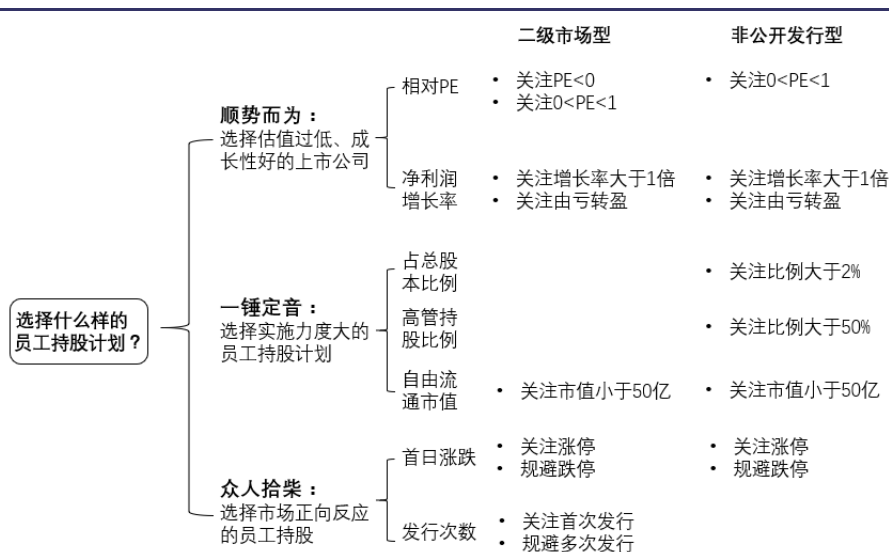 二级市场型
非公开发行型
选择什么样的
员工持股计划？
顺势而为：
选择估值过低、成
长性好的上市公司
相对PE
• 关注PE<0
• 关注0<PE<1
• 关注0<PE<1
净利润
增长率
• 关注增长率大于1倍
• 关注由亏转盈
• 关注增长率大于1倍
• 关注由亏转盈
一锤定音：
选择实施力度大的
员工持股计划
占总股
本比例
• 关注比例大于2%
高管持
股比例
• 关注比例大于50%
自由流
通市值
• 关注市值小于50亿
• 关注市值小于50亿
众人拾柴：
选择市场正向反应
的员工持股
首日涨跌
• 关注涨停
• 规避跌停
• 关注涨停
• 规避跌停
发行次数
• 关注首次发行
• 规避多次发行